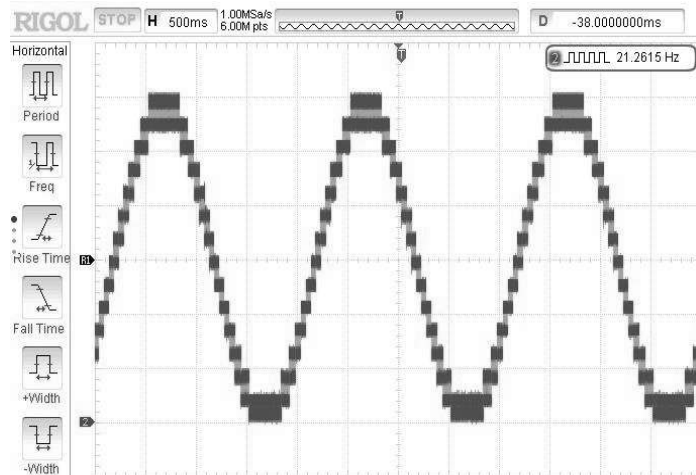 RIGOL STOP H 500ms 1.00MSa/s 6.00M pts T D -38.0000000ms
Horizontal
T
2 21.2615 Hz
Period
Freq
Rise Time
R1
Fall Time
+Width
2
-Width